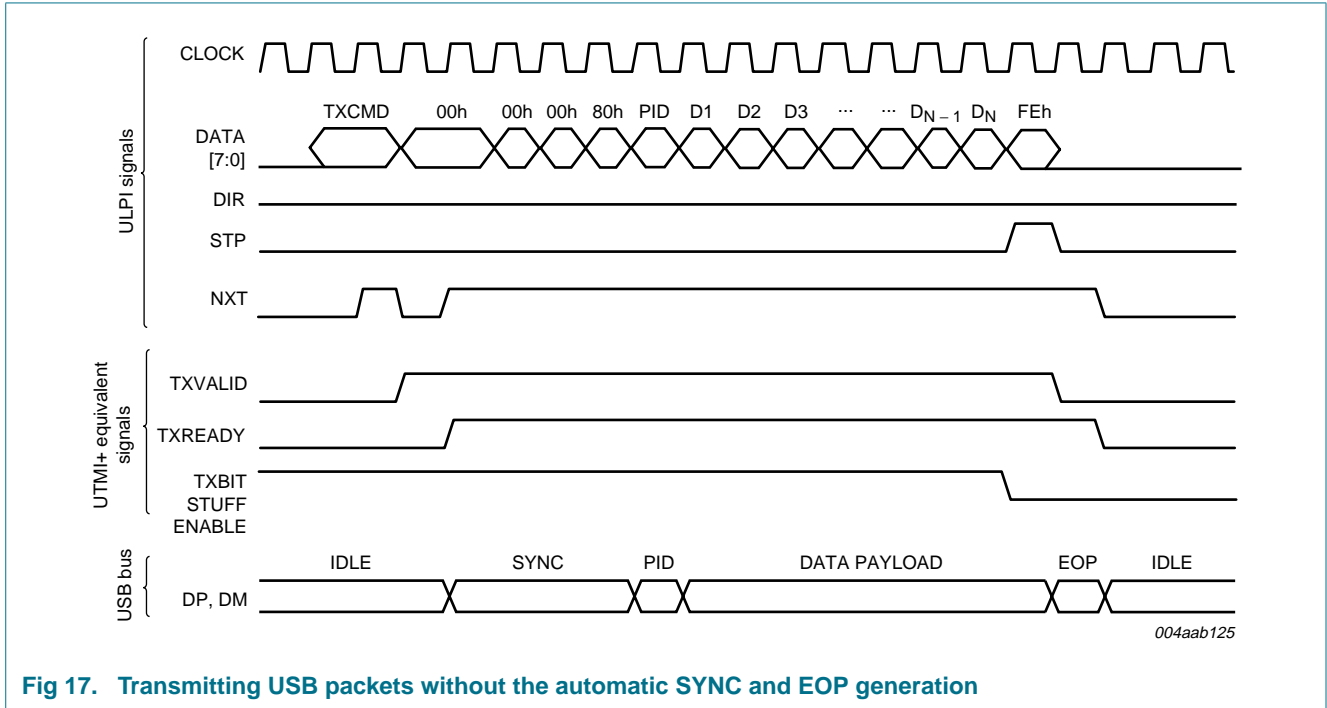 CLOCK
TXCMD 00h 00h 00h 80h PID D1 D2 D3 ... ... DN – 1 DN FEh
DATA
[7:0]
DIR
STP
NXT
ULPI signals
TXVALID
TXREADY
TXBIT
STUFF
ENABLE
UTMI+ equivalent
signals
IDLE SYNC PID DATA PAYLOAD EOP IDLE
DP, DM
USB bus
004aab125
Fig 17. Transmitting USB packets without the automatic SYNC and EOP generation